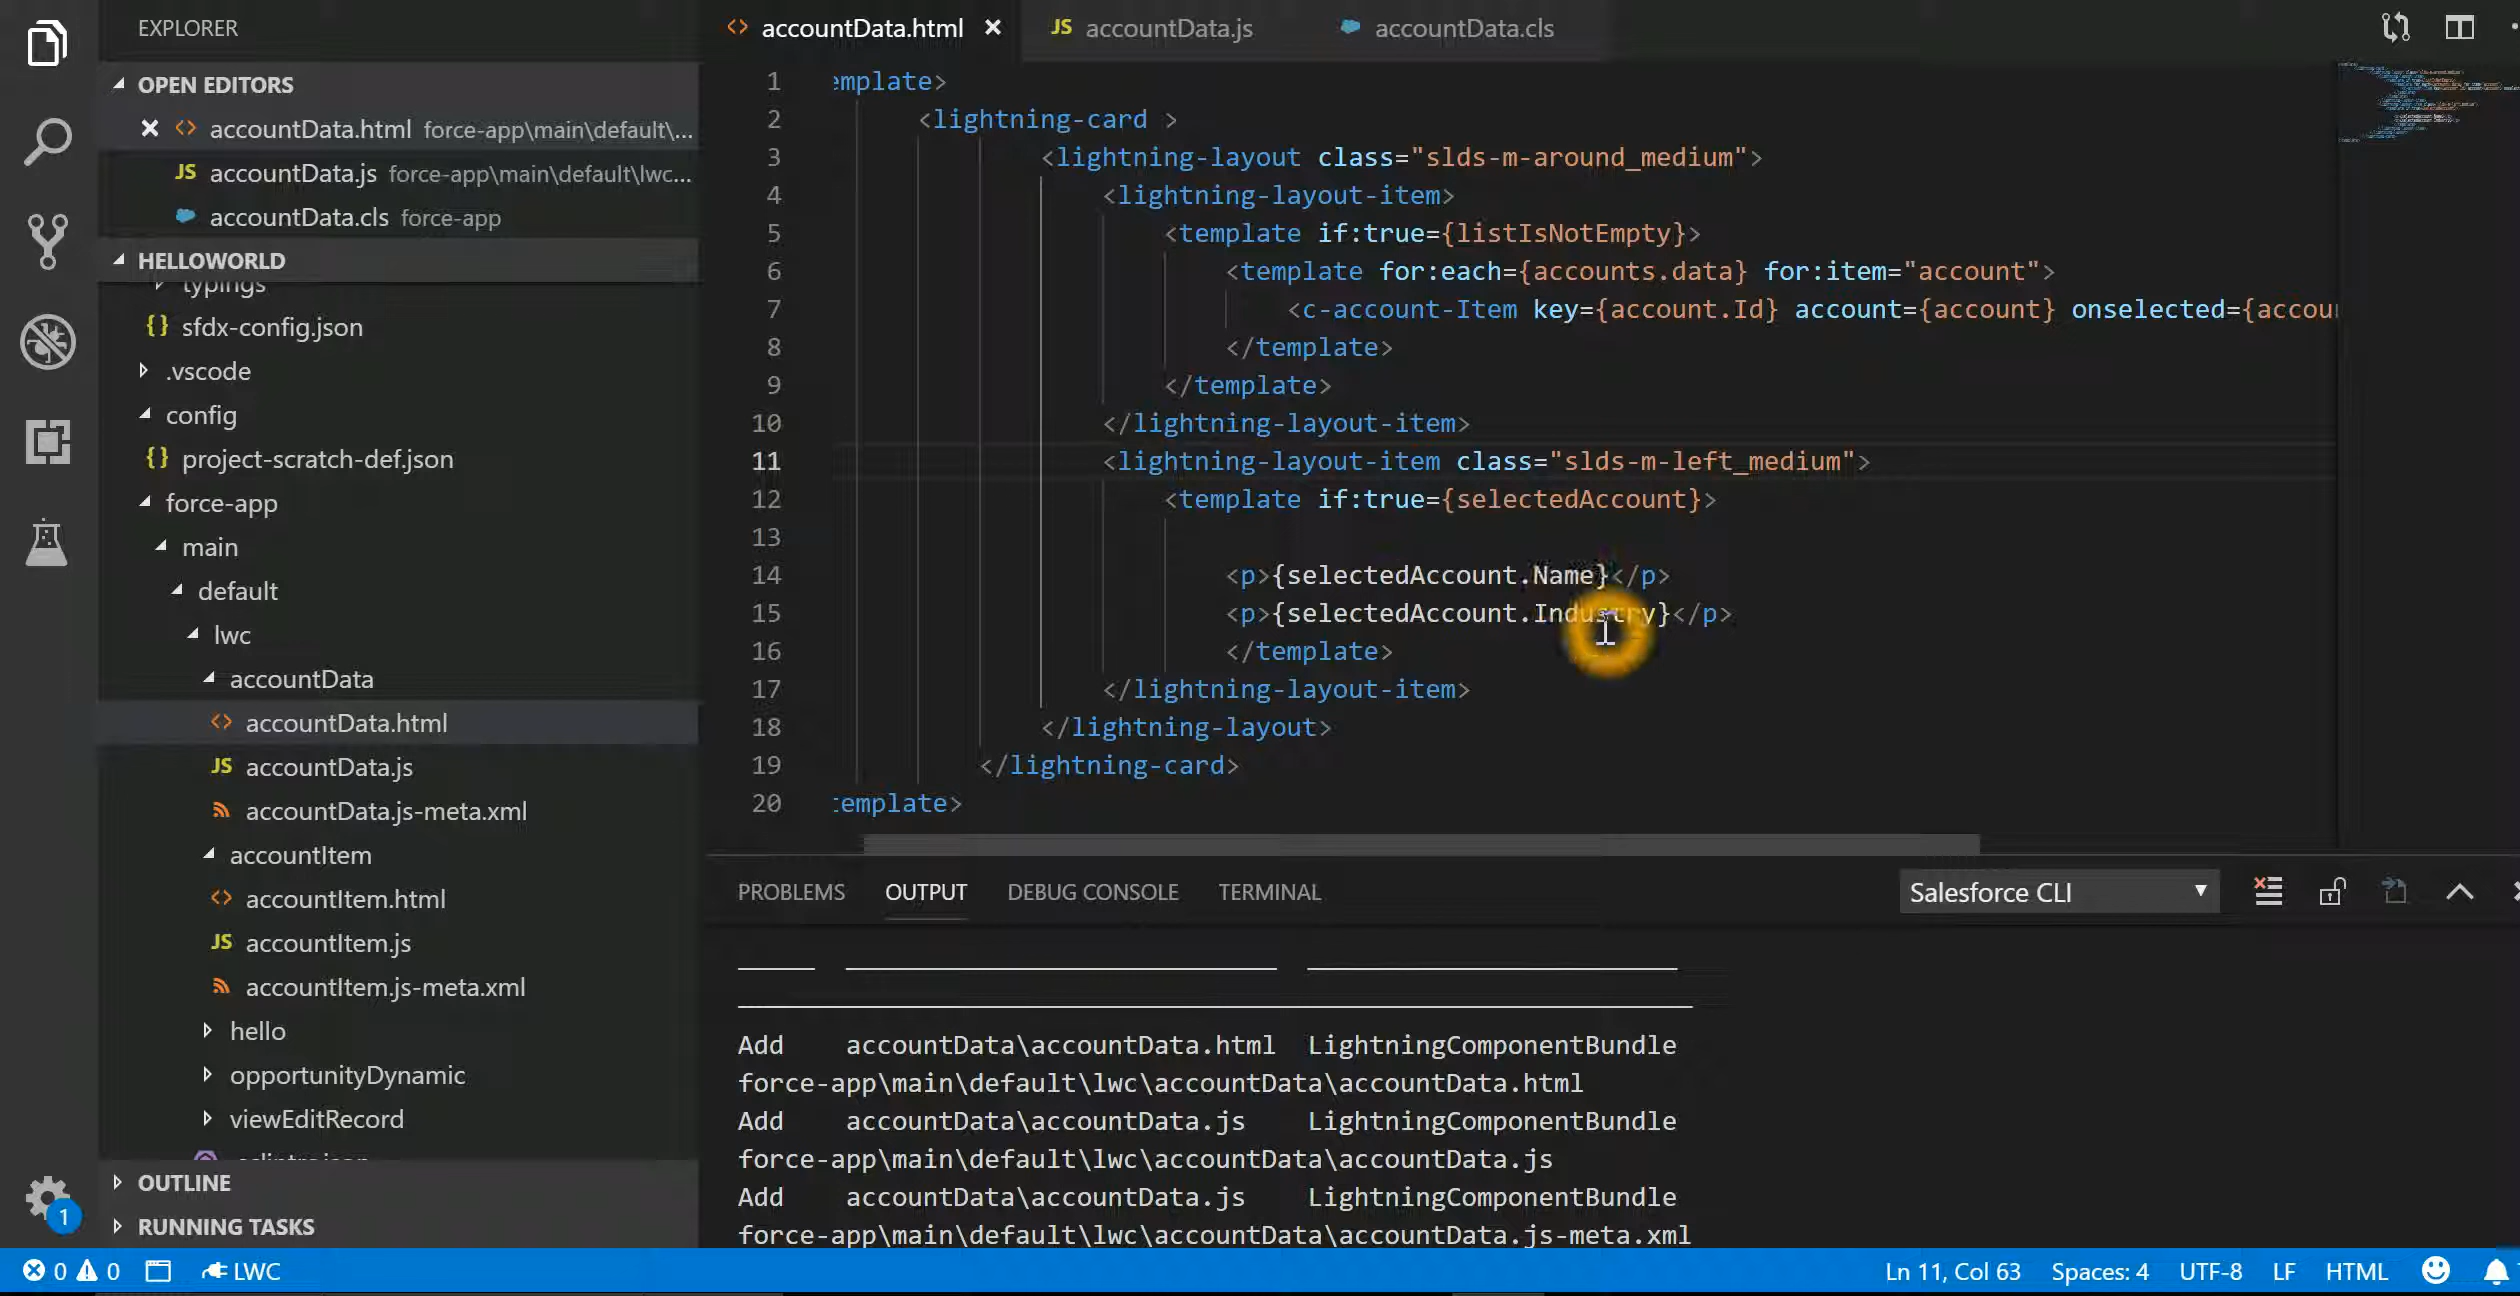 EXPLORER
OPEN EDITORS
accountData.html force-app\main\default\...
JS accountData.js force-app\main\default\lwc...
accountData.cls force-app
HELLOWORLD
typings
{} sfdx-config.json
.vscode
config
{} project-scratch-def.json
force-app
main
default
lwc
accountData
<> accountData.html
JS accountData.js
accountData.js-meta.xml
accountItem
<> accountItem.html
JS accountItem.js
accountItem.js-meta.xml
hello
opportunityDynamic
viewEditRecord
OUTLINE
RUNNING TASKS
1
<> accountData.html
JS accountData.js
accountData.cls
1 emplate>
2 <lightning-card >
3 <lightning-layout class="slds-m-around_medium">
4 <lightning-layout-item>
5 <template if:true={listIsNotEmpty}>
6 <template for:each={accounts.data} for:item="account">
7 <c-account-Item key={account.Id} account={account} onselected={accou
8 </template>
9 </template>
10 </lightning-layout-item>
11 <lightning-layout-item class="slds-m-left_medium">
12 <template if:true={selectedAccount}>
13
14 <p>{selectedAccount.Name}</p>
15 <p>{selectedAccount.Industry}</p>
16 </template>
17 </lightning-layout-item>
18 </lightning-layout>
19 </lightning-card>
20 template>
PROBLEMS OUTPUT DEBUG CONSOLE TERMINAL
Salesforce CLI
Add accountData\accountData.html LightningComponentBundle
force-app\main\default\lwc\accountData\accountData.html
Add accountData\accountData.js LightningComponentBundle
force-app\main\default\lwc\accountData\accountData.js
Add accountData\accountData.js LightningComponentBundle
force-app\main\default\lwc\accountData\accountData.js-meta.xml
0 0 LWC
Ln 11, Col 63 Spaces: 4 UTF-8 LF HTML